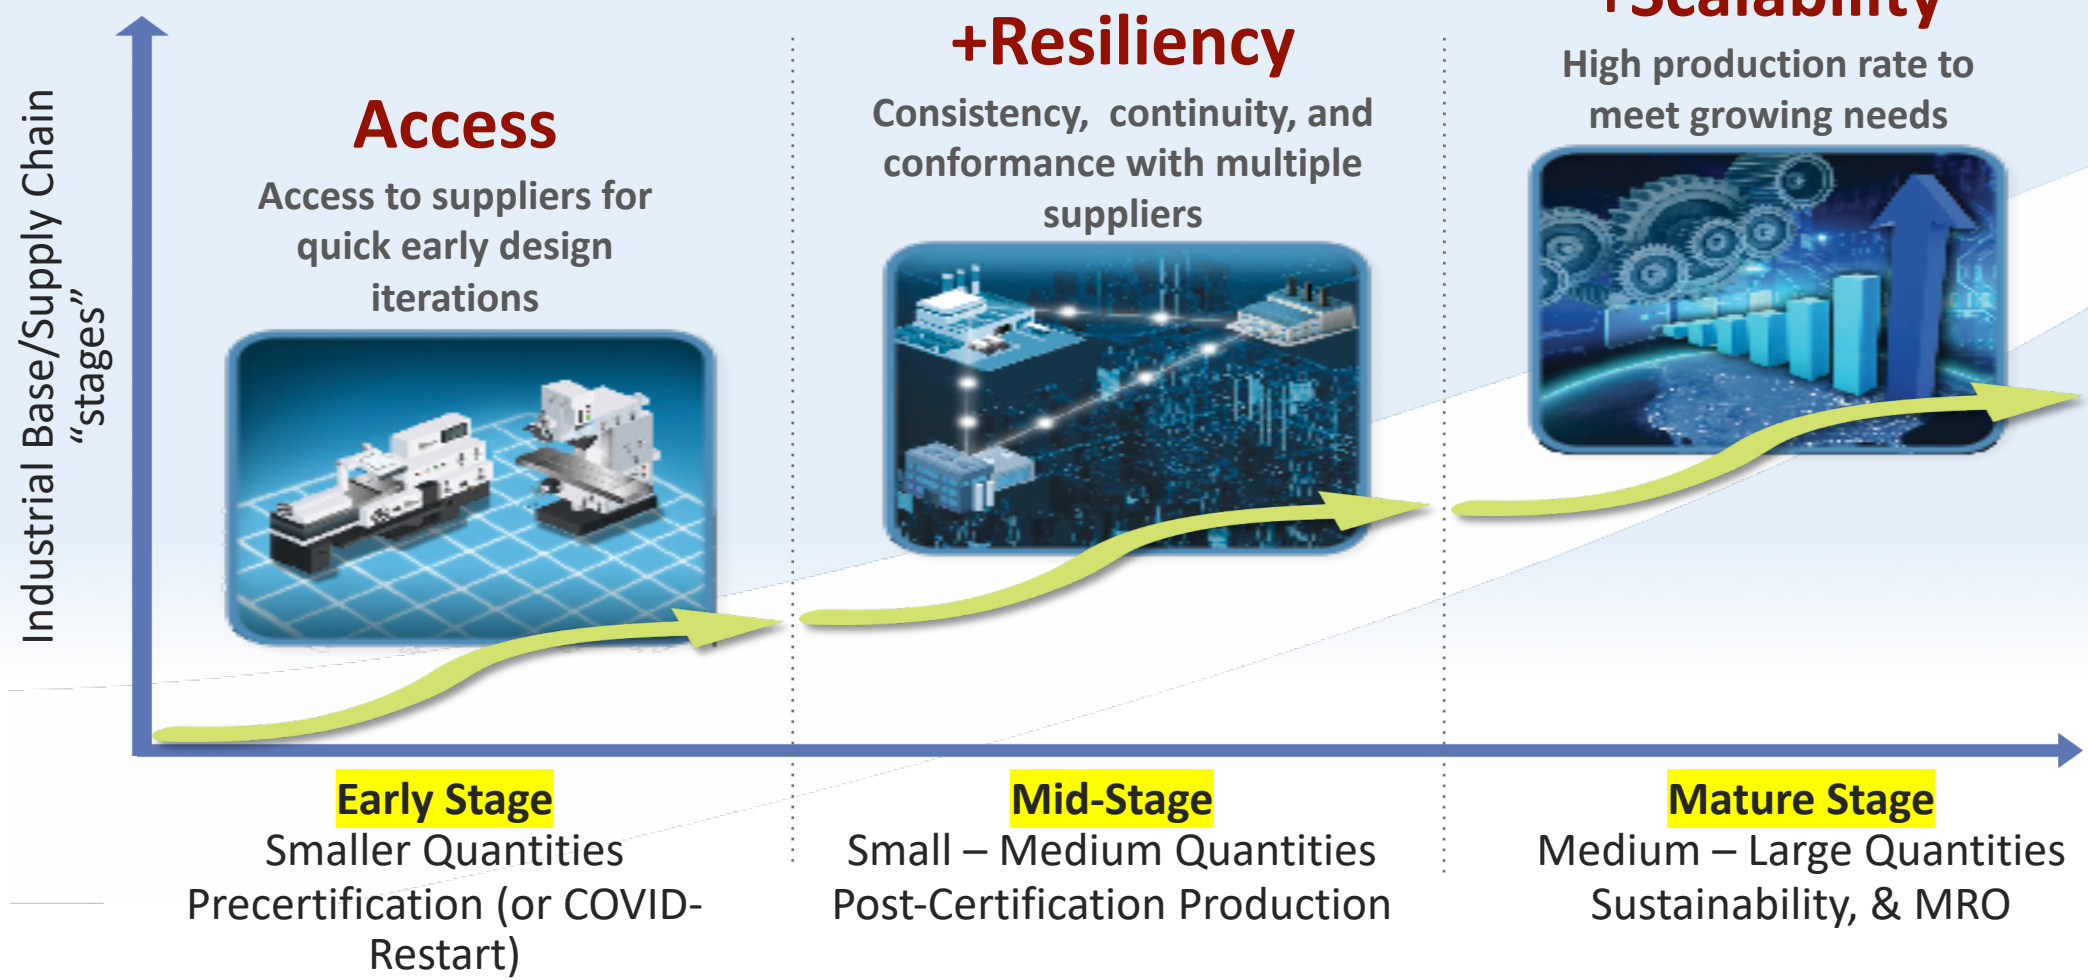 Industrial Base/Supply Chain
“stages”
Access
Access to suppliers for
quick early design
iterations
+Resiliency
Consistency, continuity, and
conformance with multiple
suppliers
+Scalability
High production rate to
meet growing needs
Early Stage
Smaller Quantities
Precertification (or COVID-
Restart)
Mid-Stage
Small – Medium Quantities
Post-Certification Production
Mature Stage
Medium – Large Quantities
Sustainability, & MRO